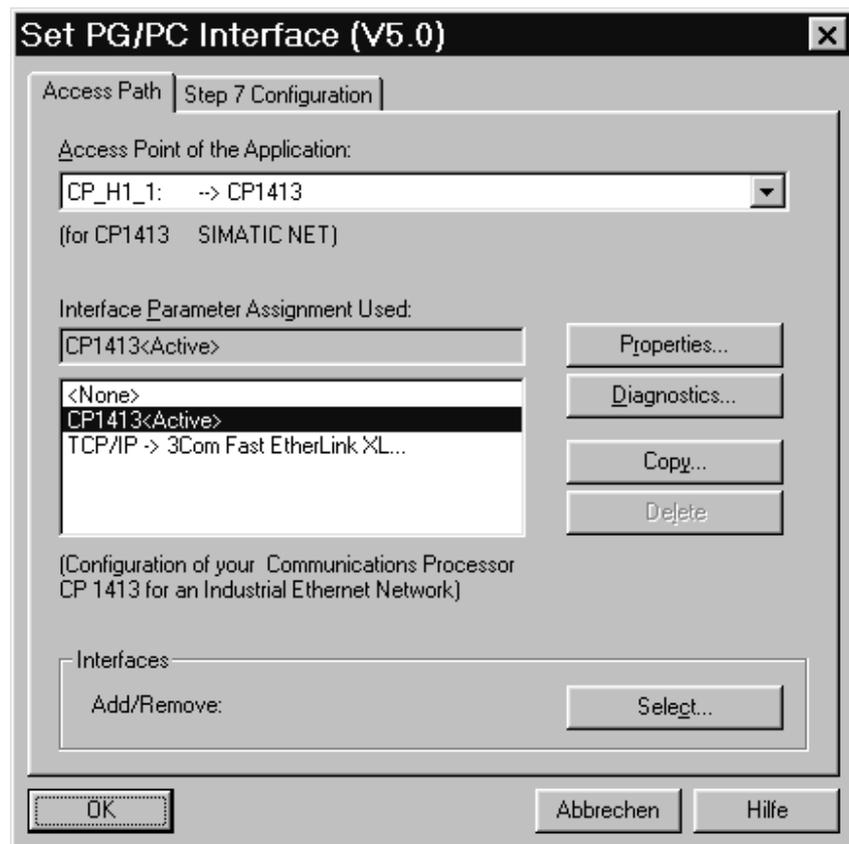 Set PG/PC Interface (V5.0)
Access Path
Step 7 Configuration
Access Point of the Application:
CP_H1_1: --> CP1413
(for CP1413 SIMATIC NET)
Interface Parameter Assignment Used:
CP1413<Active>
Properties...
<None>
CP1413<Active>
TCP/IP -> 3Com Fast EtherLink XL...
Diagnostics...
Copy...
Delete
(Configuration of your Communications Processor
CP 1413 for an Industrial Ethernet Network)
Interfaces
Add/Remove:
Select...
OK
Abbrechen
Hilfe